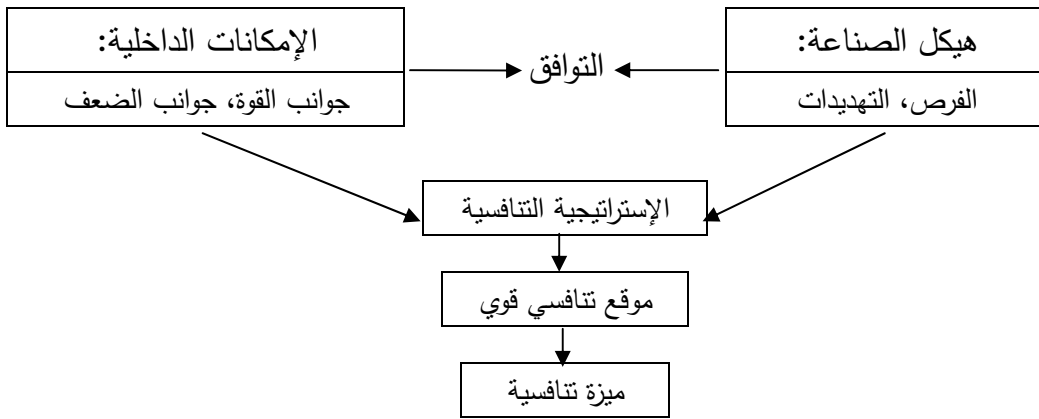 هيكل الصناعة:
الفرص، التهديدات
التوافق
الإمكانات الداخلية:
جوانب القوة، جوانب الضعف
الإستراتيجية التنافسية
موقع تنافسي قوي
ميزة تنافسية